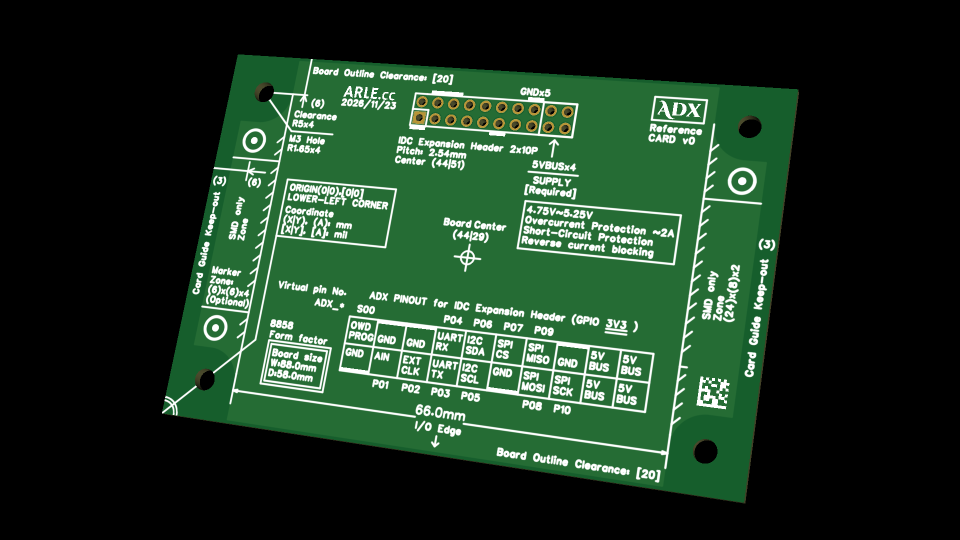 Board Outline Clearance: [20]
ARLE.cc
2026/11/23
GNDx5
ADX
Reference
CARD v0
(6)
Clearance
R5x4
M3 Hole
R1.65x4
IDC Expansion Header 2x10P
Pitch: 2.54mm
Center (44|51)
5VBUSx4
SUPPLY
[Required]
(3)
(6)
ORIGIN(0|0)-[0|0]
LOWER-LEFT CORNER
Coordinate
(X|Y), (A): mm
[X|Y], [A]: mil
4.75V~5.25V
Overcurrent Protection ~2A
Short-Circuit Protection
Reverse current blocking
Board Center
(44|29)
SMD only
Zone
Card Guide Keep-out
(3)
SMD only
Zone
(24)x(8)x2
Card Guide Keep-out
Marker
Zone:
(6)x(6)x4
(Optional)
Virtual pin No.
ADX_*
ADX PINOUT for IDC Expansion Header (GPIO 3V3 )
S00
P04 P06 P07 P09
OWD
PROG
GND
GND
UART
RX
I2C
SDA
SPI
CS
SPI
MISO
GND
5V
BUS
5V
BUS
GND
AIN
EXT
CLK
UART
TX
I2C
SCL
GND
SPI
MOSI
SPI
SCK
5V
BUS
5V
BUS
P01 P02 P03 P05
P08 P10
8858
Form factor
Board size
W:88.0mm
D:58.0mm
66.0mm
I/O Edge
Board Outline Clearance: [20]